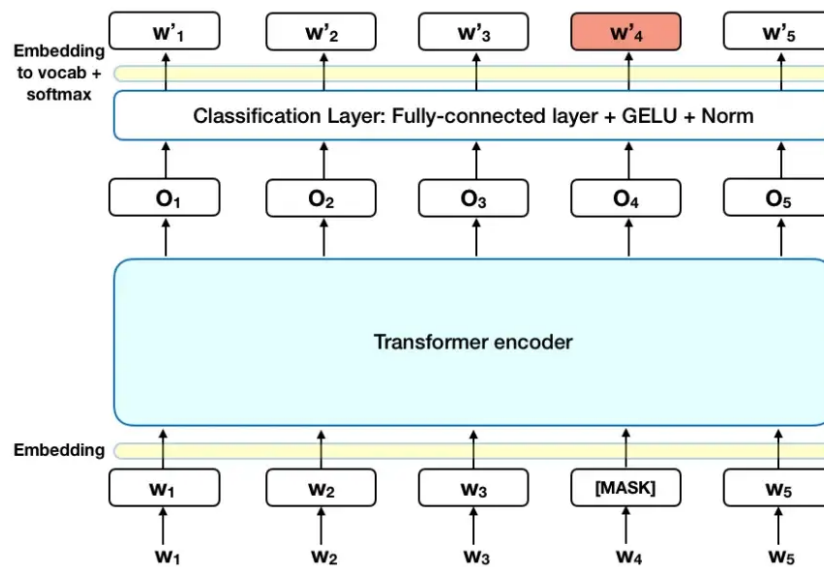 w'₁ w'₂ w'₃ w'₄ w'₅
Embedding
to vocab +
softmax
Classification Layer: Fully-connected layer + GELU + Norm
O₁ O₂ O₃ O₄ O₅
Transformer encoder
Embedding
W₁ W₂ W₃ [MASK] W₅
W₁ W₂ W₃ W₄ W₅